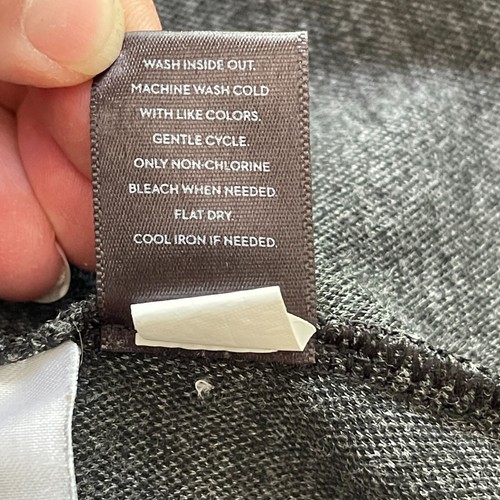 WASH INSIDE OUT.
MACHINE WASH COLD
WITH LIKE COLORS.
GENTLE CYCLE.
ONLY NON-CHLORINE
BLEACH WHEN NEEDED.
FLAT DRY.
COOL IRON IF NEEDED.